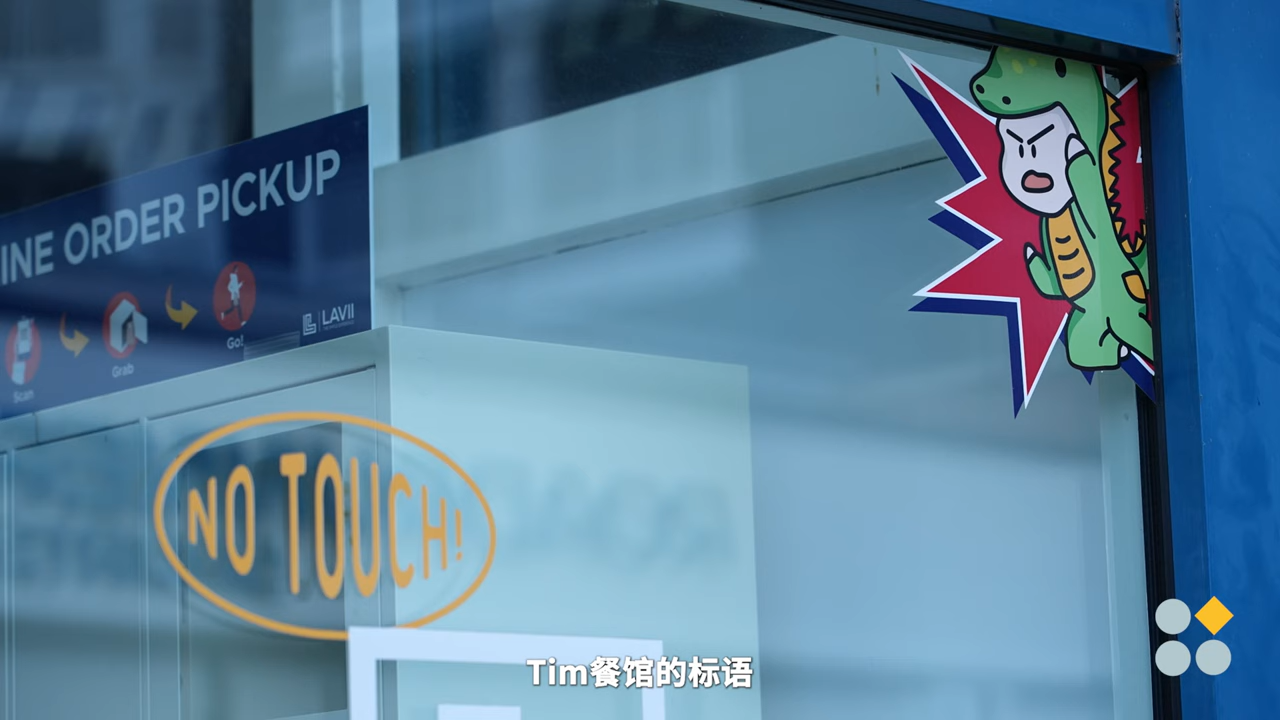 INE ORDER PICKUP
Scan
Grab
Go!
LAVII
NO TOUCH!
Tim餐馆的标语